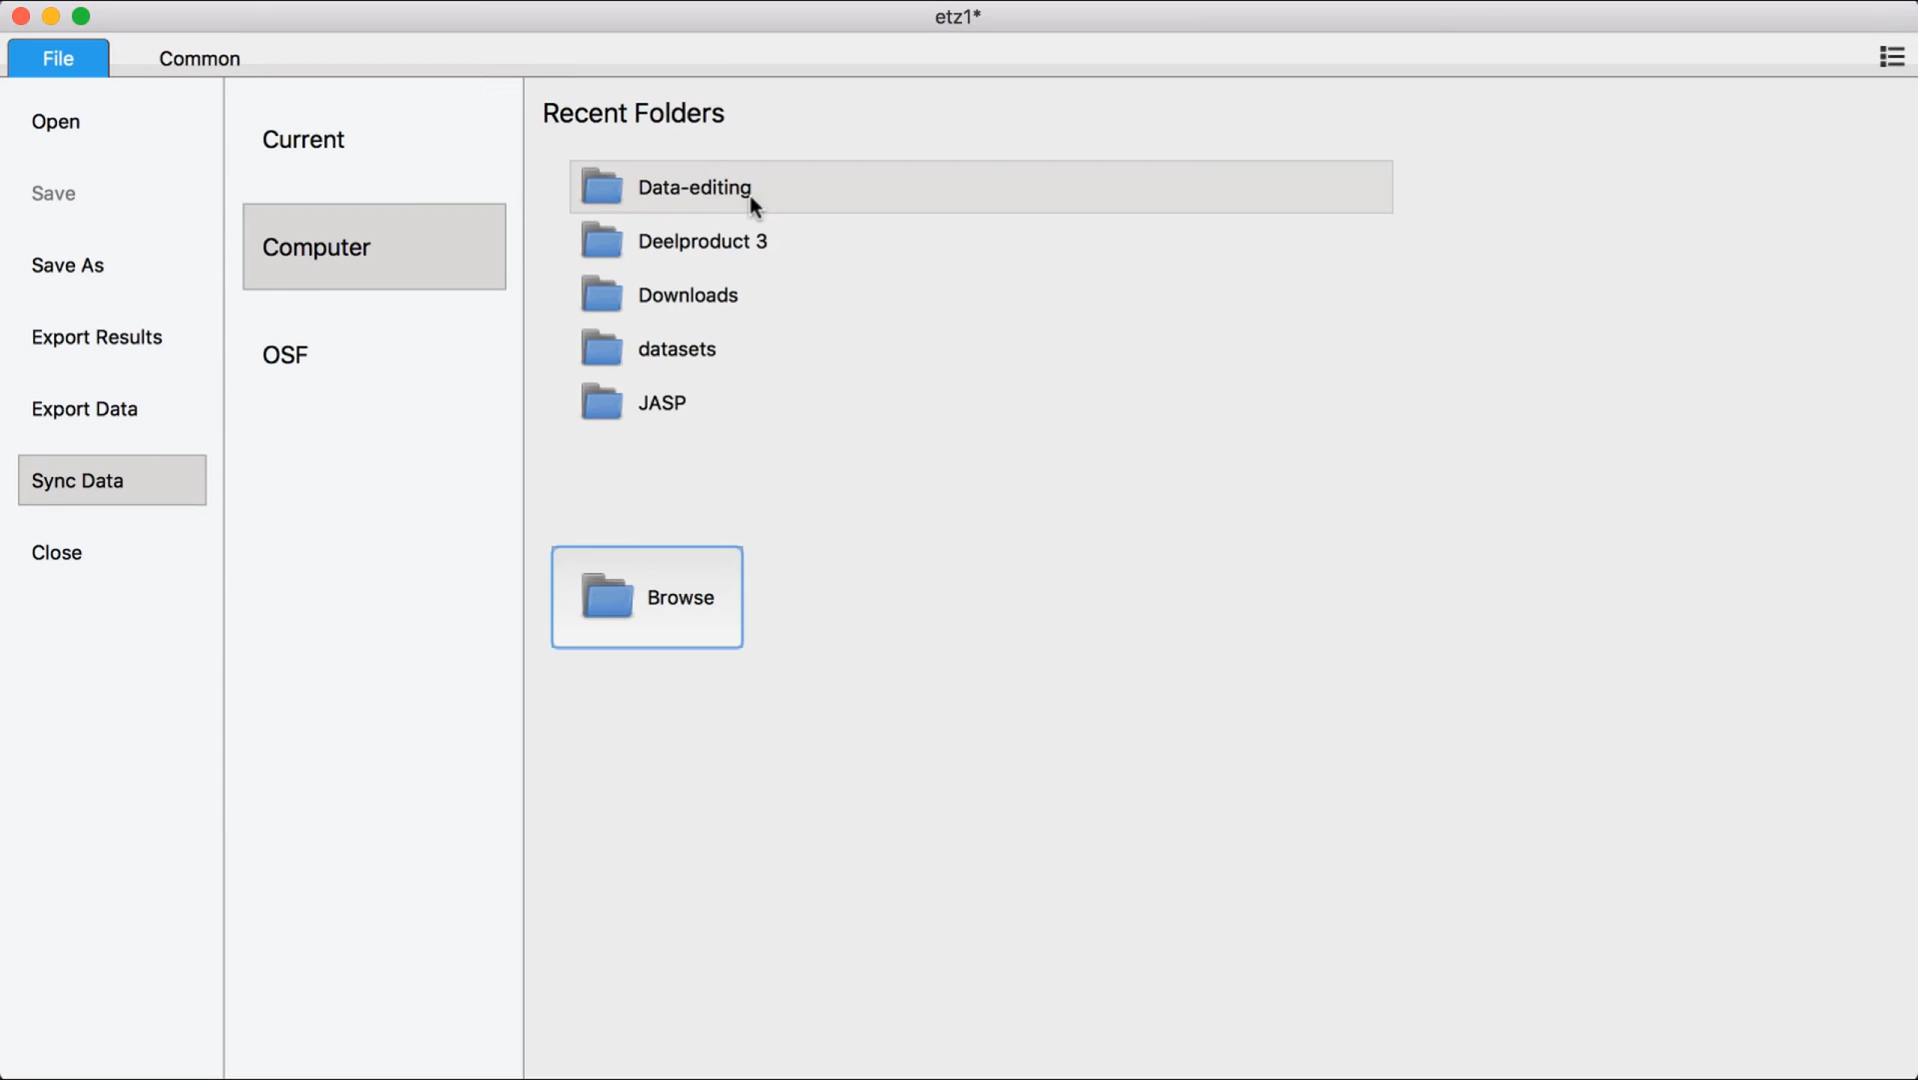 etz1*
File
Common
Open
Save
Save As
Export Results
Export Data
Sync Data
Close
Current
Computer
OSF
Recent Folders
Data-editing
Deelproduct 3
Downloads
datasets
JASP
Browse